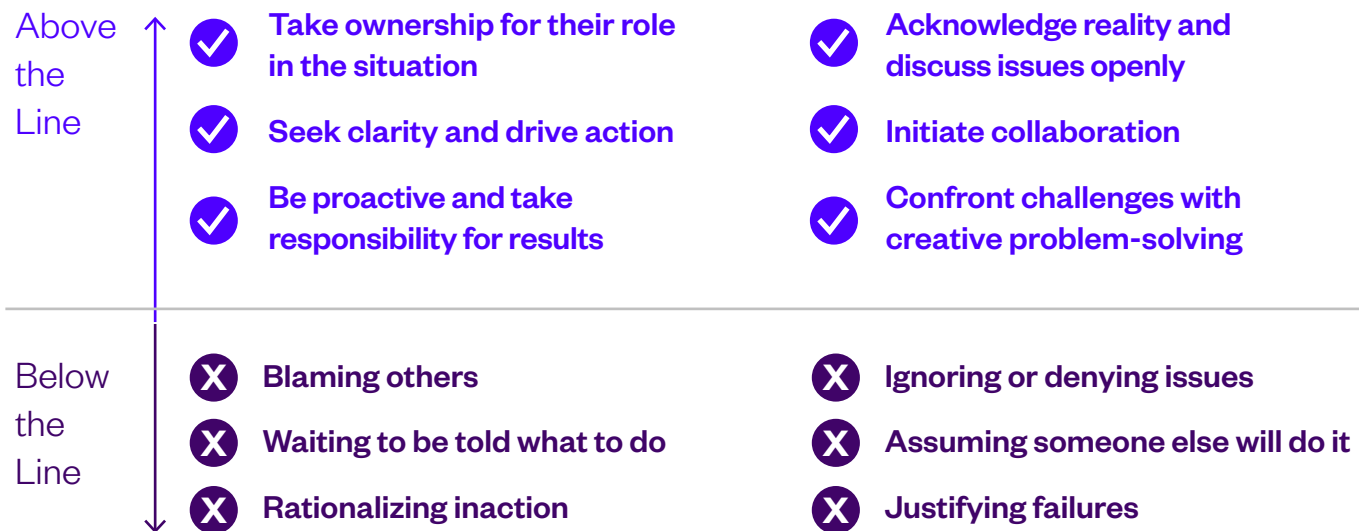 Above
the
Line
Take ownership for their role
in the situation
Acknowledge reality and
discuss issues openly
Seek clarity and drive action
Initiate collaboration
Be proactive and take
responsibility for results
Confront challenges with
creative problem-solving
Below
the
Line
Blaming others
Ignoring or denying issues
Waiting to be told what to do
Assuming someone else will do it
Rationalizing inaction
Justifying failures